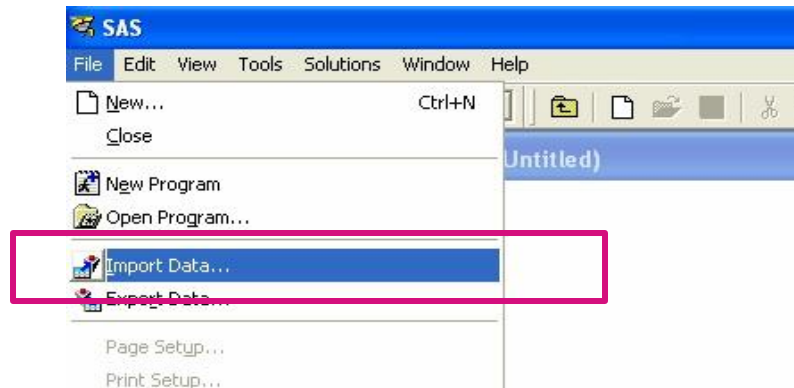 SAS
File Edit View Tools Solutions Window Help
New... Ctrl+N
Close
Untitled)
New Program
Open Program...
Import Data...
Export Data...
Page Setup...
Print Setup...